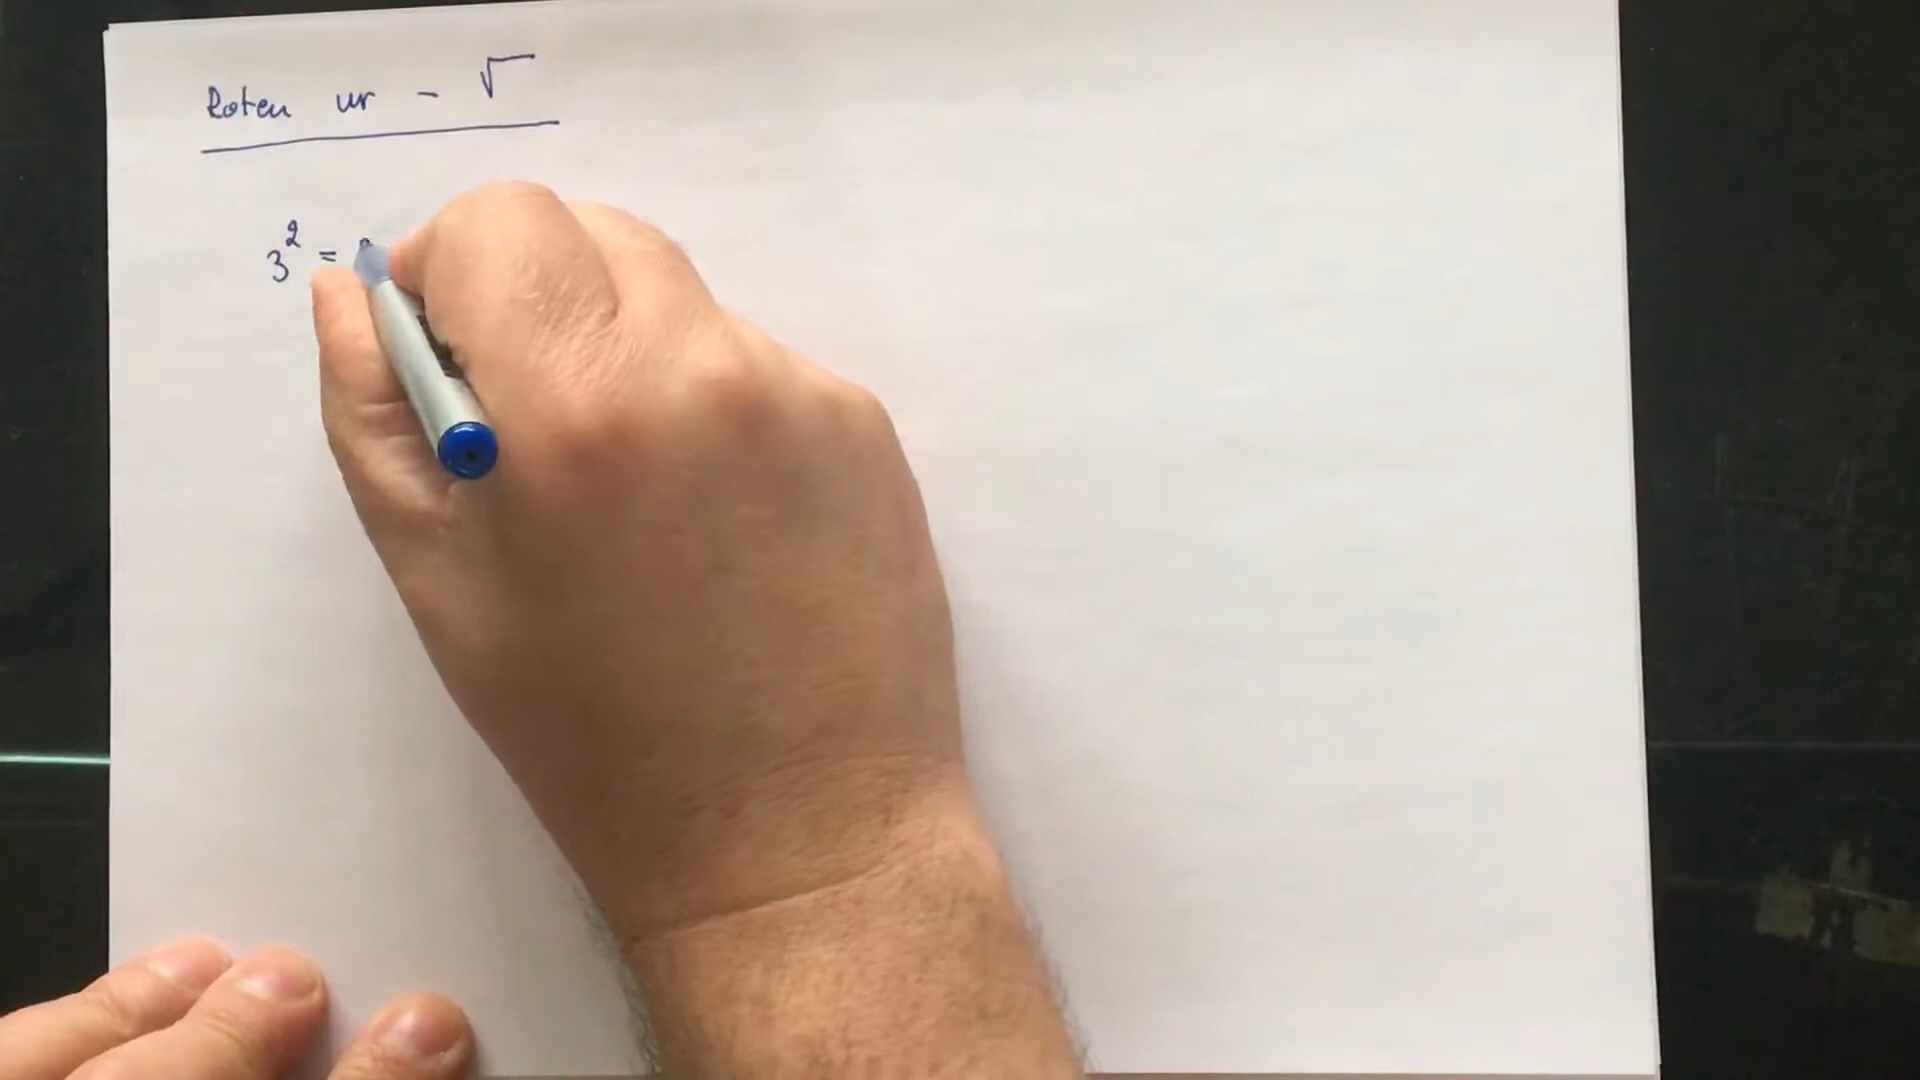 Roten ur - √
3² =